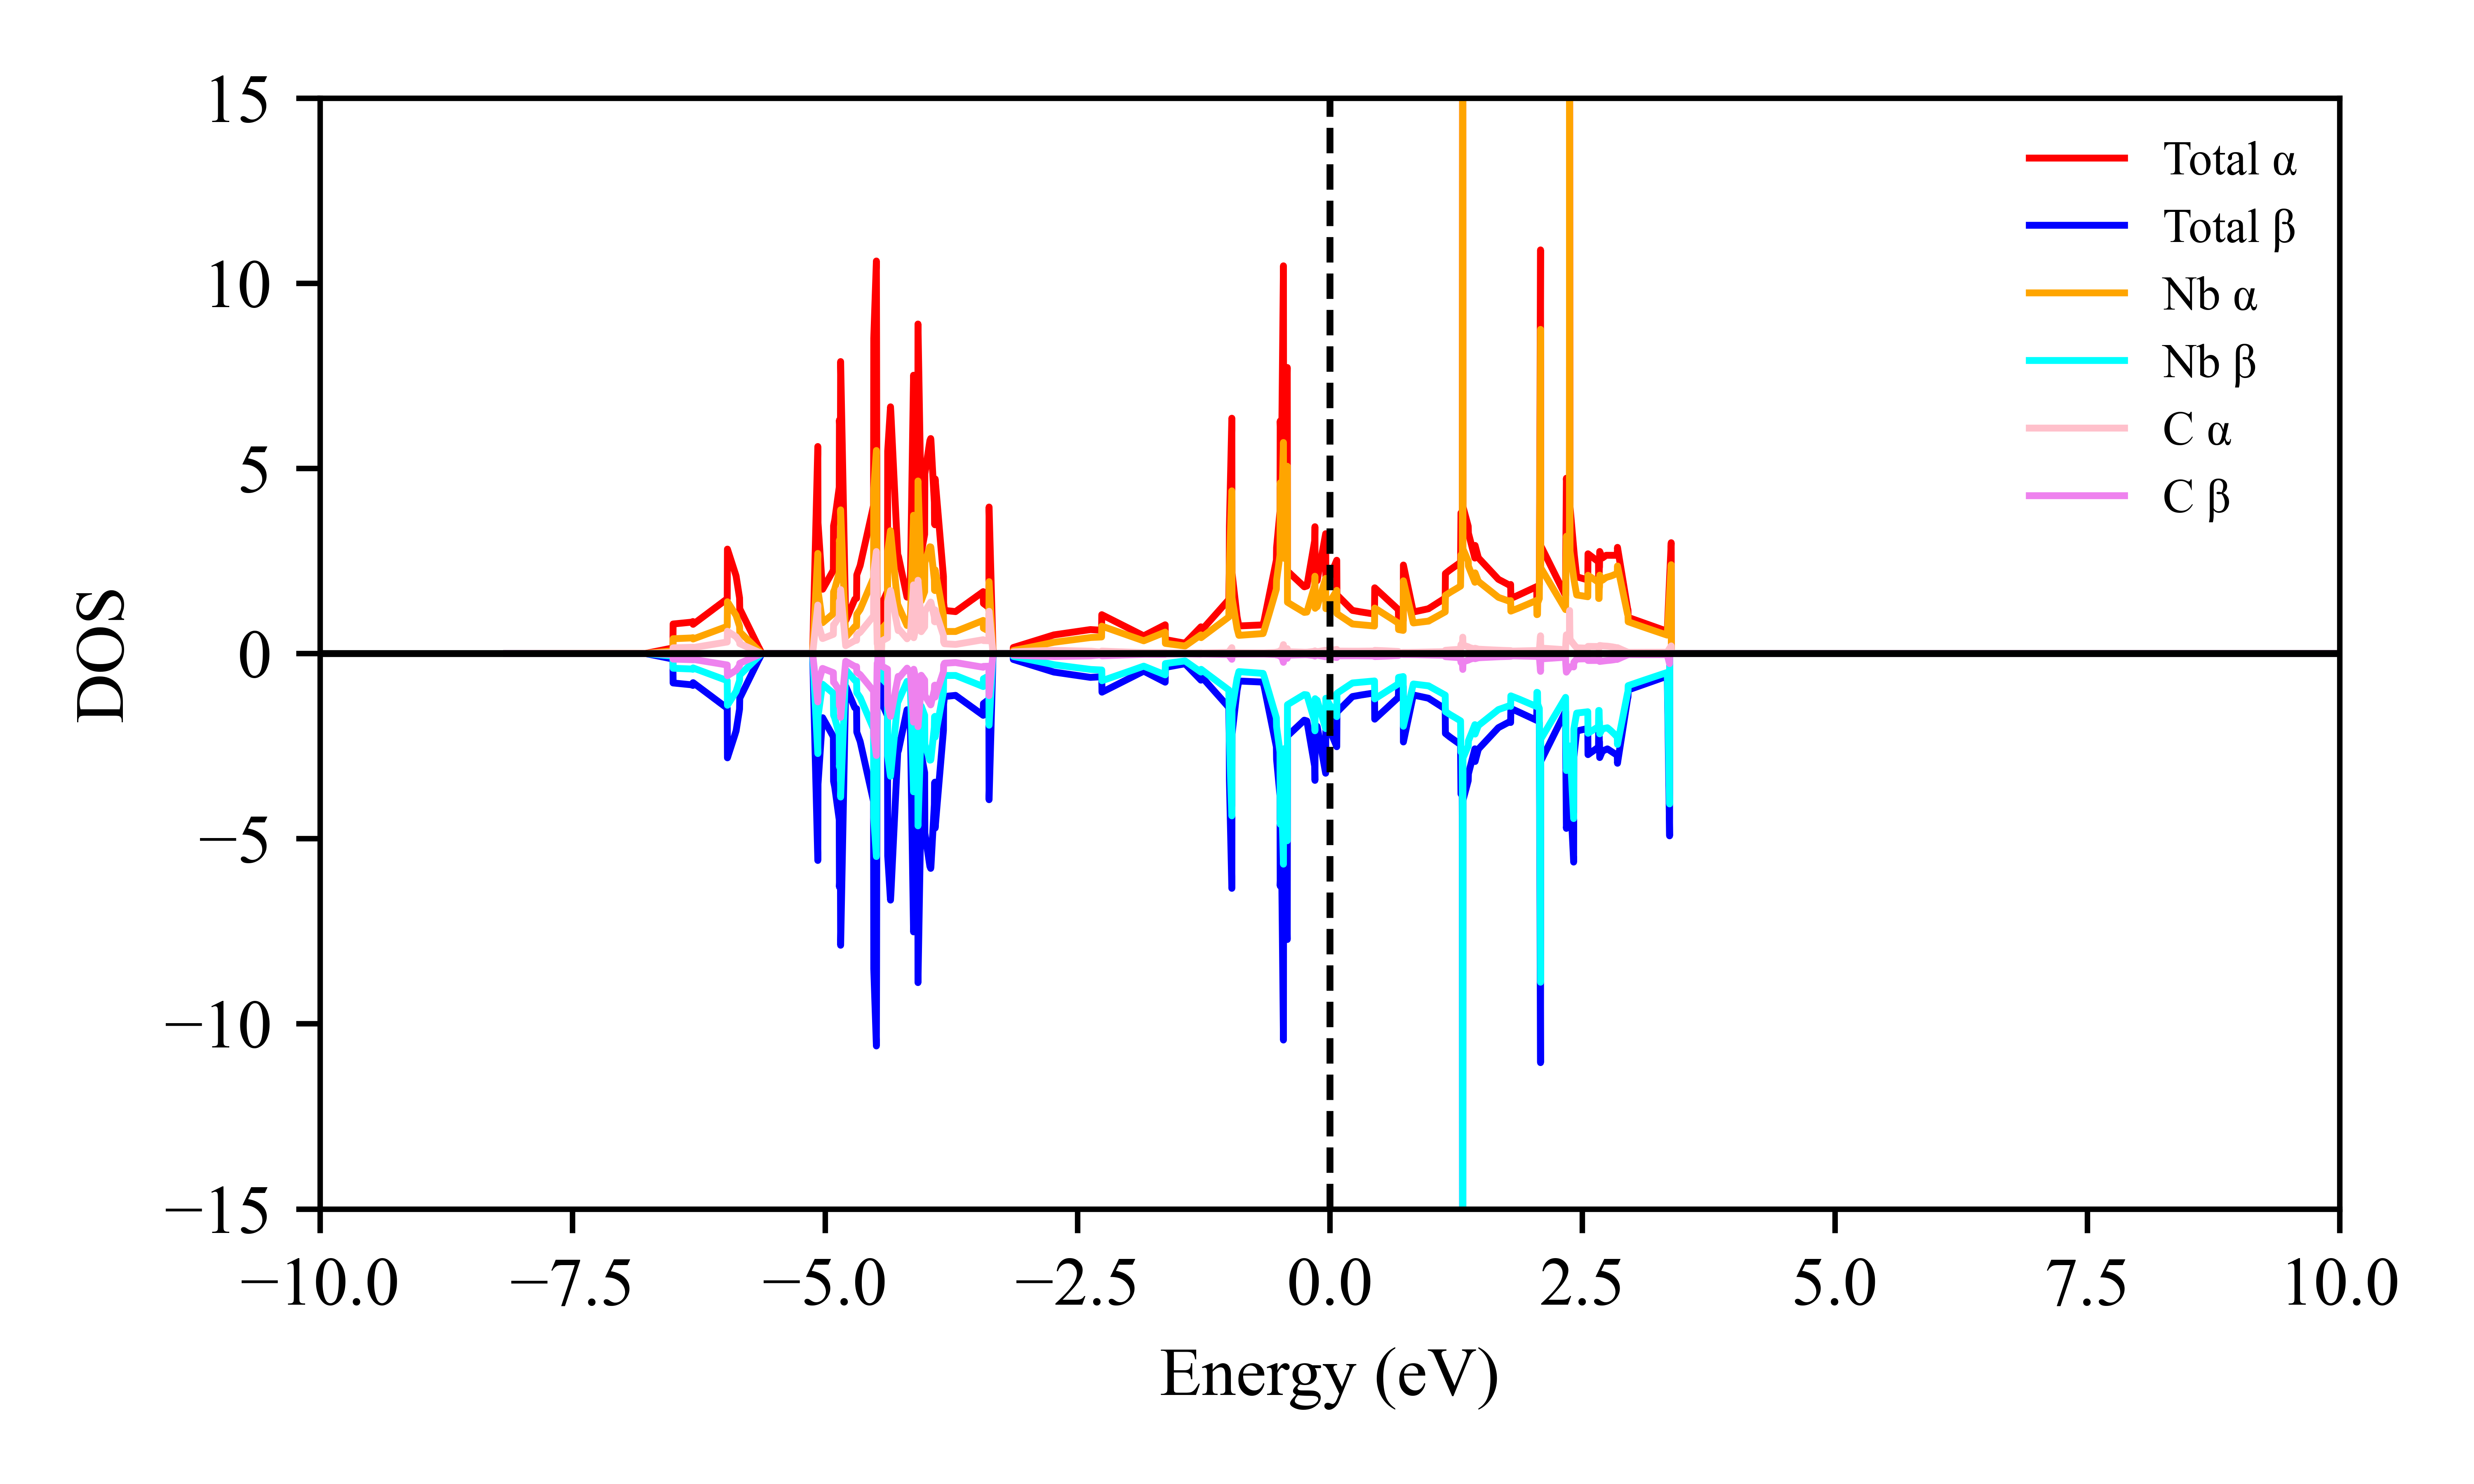 15
10
5
0
−5
−10
−15
DOS
−10.0 −7.5 −5.0 −2.5 0.0 2.5 5.0 7.5 10.0
Energy (eV)
Total α
Total β
Nb α
Nb β
C α
C β